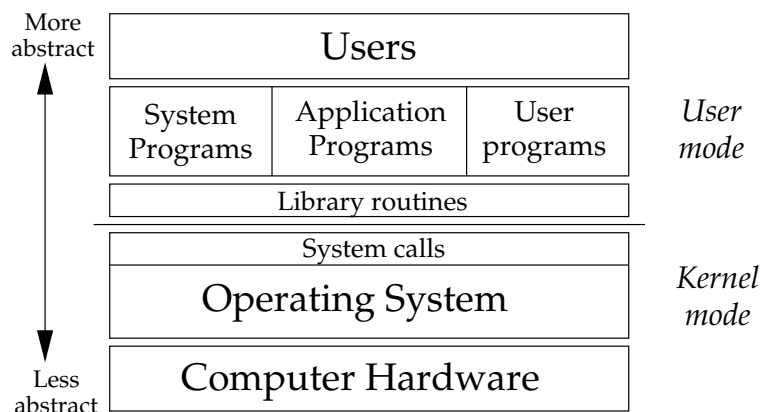 More
abstract
Users
System
Programs
Application
Programs
User
programs
User
mode
Library routines
System calls
Operating System
Kernel
mode
Computer Hardware
Less
abstract